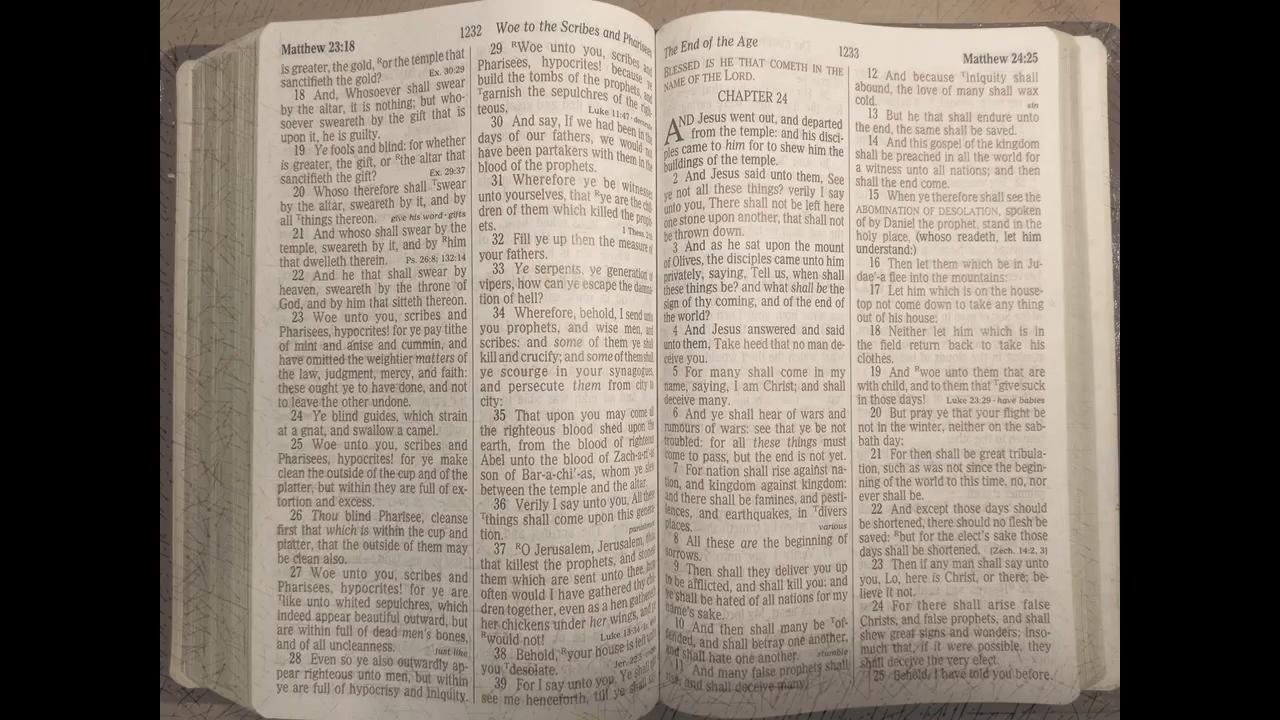 Matthew 23:18
1232
Woe to the Scribes and Pharisees
is greater, the gold, ᴿor the temple that
sanctifieth the gold? Ex. 30:29
18 And, Whosoever shall swear
by the altar, it is nothing; but who-
soever sweareth by the gift that is
upon it, he is guilty.
19 Ye fools and blind: for whether
is greater, the gift, or ᴿthe altar that
sanctifieth the gift? Ex. 29:37
20 Whoso therefore shall ᵀswear
by the altar, sweareth by it, and by
all ᵀthings thereon. give his word · gifts
21 And whoso shall swear by the
temple, sweareth by it, and by ᴿhim
that dwelleth therein. Ps. 26:8; 132:14
22 And he that shall swear by
heaven, sweareth by the throne of
God, and by him that sitteth thereon.
23 Woe unto you, scribes and
Pharisees, hypocrites! for ye pay tithe
of mint and anise and cummin, and
have omitted the weightier matters of
the law, judgment, mercy, and faith:
these ought ye to have done, and not
to leave the other undone.
24 Ye blind guides, which strain
at a gnat, and swallow a camel.
25 Woe unto you, scribes and
Pharisees, hypocrites! for ye make
clean the outside of the cup and of the
platter, but within they are full of ex-
tortion and excess.
26 Thou blind Pharisee, cleanse
first that which is within the cup and
platter, that the outside of them may
be clean also.
27 Woe unto you, scribes and
Pharisees, hypocrites! for ye are
ᵀlike unto whited sepulchres, which
indeed appear beautiful outward, but
are within full of dead men's bones,
and of all uncleanness. just like
28 Even so ye also outwardly ap-
pear righteous unto men, but within
ye are full of hypocrisy and iniquity.
29 ᴿWoe unto you, scribes and
Pharisees, hypocrites! because ye
build the tombs of the prophets, and
ᵀgarnish the sepulchres of the righ-
teous, Luke 11:47 ·
30 And say, If we had been in the
days of our fathers, we would not
have been partakers with them in the
blood of the prophets.
31 Wherefore ye be witnesses
unto yourselves, that ᴿye are the chil-
dren of them which killed the proph-
ets. 1 Thess.
32 Fill ye up then the measure of
your fathers.
33 Ye serpents, ye generation of
vipers, how can ye escape the damna-
tion of hell?
34 Wherefore, behold, I send unto
you prophets, and wise men, and
scribes: and some of them ye shall
kill and crucify; and some of them shall
ye scourge in your synagogues,
and persecute them from city to
city:
35 That upon you may come all
the righteous blood shed upon the
earth, from the blood of righteous
Abel unto the blood of Zach-a-ri'-as
son of Bar-a-chi'-as, whom ye slew
between the temple and the altar.
36 Verily I say unto you, All these
ᵀthings shall come upon this genera-
tion.
37 ᴿO Jerusalem, Jerusalem, thou
that killest the prophets, and stonest
them which are sent unto thee, how
often would I have gathered thy chil-
dren together, even as a hen gathereth
her chickens under her wings, and ye
ᴿwould not! Luke 13:34
38 Behold, ᴿyour house is left unto
you ᵀdesolate. Jer. 22:5
39 For I say unto you, Ye shall not
see me henceforth, till ye shall say,
The End of the Age
1233
Matthew 24:25
BLESSED IS HE THAT COMETH IN THE
NAME OF THE LORD.
CHAPTER 24
AND Jesus went out, and departed
from the temple: and his disci-
ples came to him for to shew him the
buildings of the temple.
2 And Jesus said unto them, See
ye not all these things? verily I say
unto you, There shall not be left here
one stone upon another, that shall not
be thrown down.
3 And as he sat upon the mount
of Olives, the disciples came unto him
privately, saying, Tell us, when shall
these things be? and what shall be the
sign of thy coming, and of the end of
the world?
4 And Jesus answered and said
unto them, Take heed that no man de-
ceive you.
5 For many shall come in my
name, saying, I am Christ; and shall
deceive many.
6 And ye shall hear of wars and
rumours of wars: see that ye be not
troubled: for all these things must
come to pass, but the end is not yet.
7 For nation shall rise against na-
tion, and kingdom against kingdom:
and there shall be famines, and pesti-
lences, and earthquakes, in ᵀdivers
places. various
8 All these are the beginning of
sorrows.
9 Then shall they deliver you up
to be afflicted, and shall kill you: and
ye shall be hated of all nations for my
name's sake.
10 And then shall many be ᵀof-
fended, and shall betray one another,
and shall hate one another. stumble
11 And many false prophets shall
rise, and shall deceive many.
12 And because ᵀiniquity shall
abound, the love of many shall wax
cold. sin
13 But he that shall endure unto
the end, the same shall be saved.
14 And this gospel of the kingdom
shall be preached in all the world for
a witness unto all nations; and then
shall the end come.
15 When ye therefore shall see the
ABOMINATION OF DESOLATION, spoken
of by Daniel the prophet, stand in the
holy place, (whoso readeth, let him
understand:)
16 Then let them which be in Ju-
dae'-a flee into the mountains:
17 Let him which is on the house-
top not come down to take any thing
out of his house:
18 Neither let him which is in
the field return back to take his
clothes.
19 And ᴿwoe unto them that are
with child, and to them that ᵀgive suck
in those days! Luke 23:29 · have babies
20 But pray ye that your flight be
not in the winter, neither on the sab-
bath day:
21 For then shall be great tribula-
tion, such as was not since the begin-
ning of the world to this time, no, nor
ever shall be.
22 And except those days should
be shortened, there should no flesh be
saved: ᴿbut for the elect's sake those
days shall be shortened. [Zech. 14:2, 3]
23 Then if any man shall say unto
you, Lo, here is Christ, or there; be-
lieve it not.
24 For there shall arise false
Christs, and false prophets, and shall
shew great signs and wonders; inso-
much that, if it were possible, they
shall deceive the very elect.
25 Behold, I have told you before.